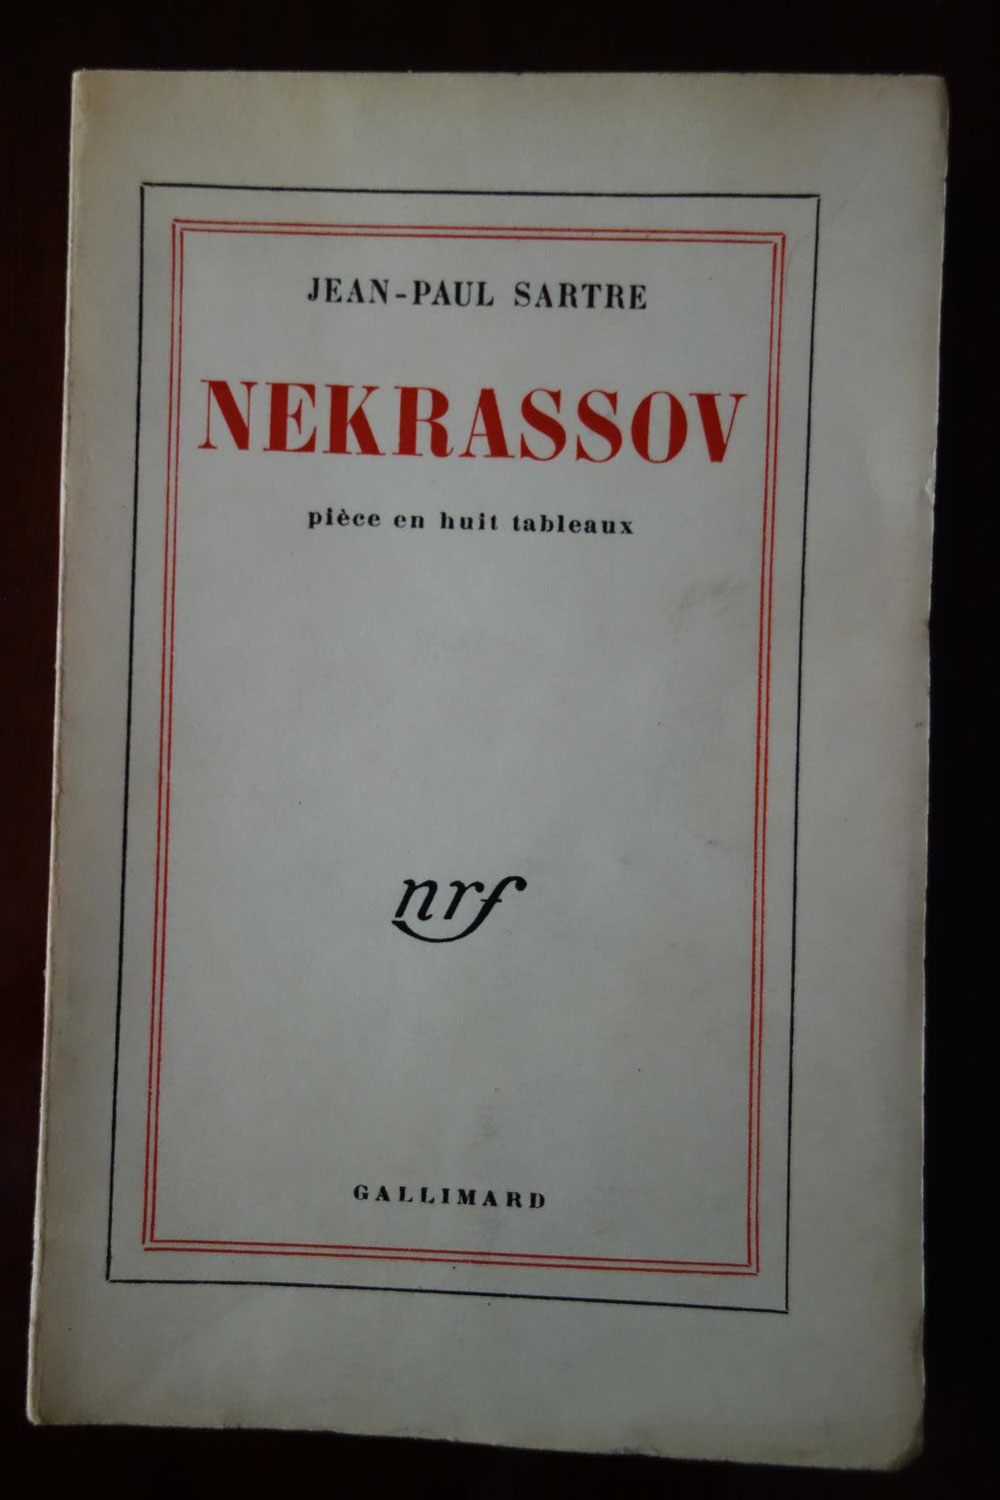 JEAN-PAUL SARTRE
NEKRASSOV
pièce en huit tableaux
nrf
GALLIMARD